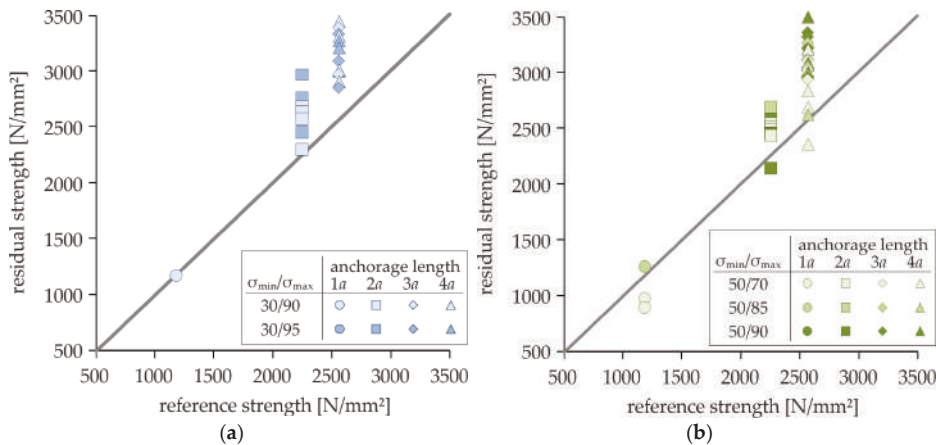 3500
3000
2500
2000
1500
1000
500
residual strength [N/mm²]
σmin/σmax
anchorage length
1a 2a 3a 4a
30/90
30/95
500 1000 1500 2000 2500 3000 3500
reference strength [N/mm²]
(a)
3500
3000
2500
2000
1500
1000
500
residual strength [N/mm²]
σmin/σmax
anchorage length
1a 2a 3a 4a
50/70
50/85
50/90
500 1000 1500 2000 2500 3000 3500
reference strength [N/mm²]
(b)